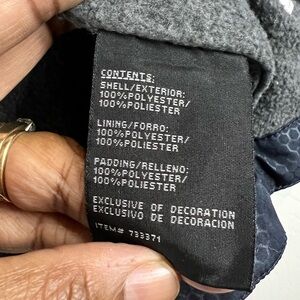 CONTENTS:
SHELL/EXTERIOR:
100%POLYESTER/
100%POLIESTER
LINING/FORRO:
100%POLYESTER/
100%POLIESTER
PADDING/RELLENO:
100%POLYESTER/
100%POLIESTER
EXCLUSIVE OF DECORATION
EXCLUSIVO DE DECORACION
ITEM# 733371